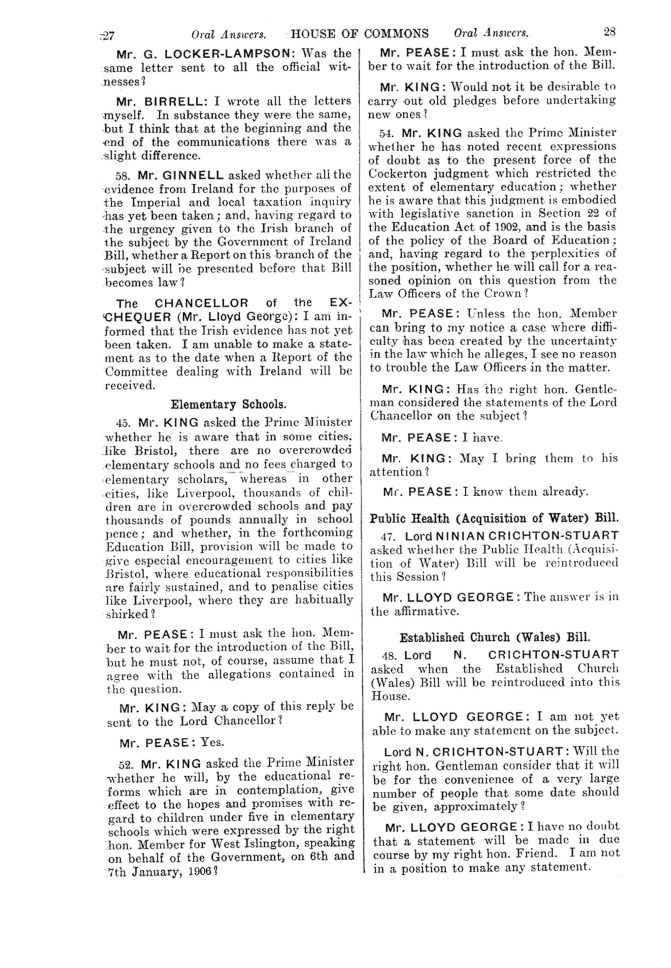 27 Oral Answers. HOUSE OF COMMONS Oral Answers. 28
Mr. G. LOCKER-LAMPSON: Was the
same letter sent to all the official wit-
nesses?
Mr. BIRRELL: I wrote all the letters
myself. In substance they were the same,
but I think that at the beginning and the
end of the communications there was a
slight difference.
58. Mr. GINNELL asked whether all the
evidence from Ireland for the purposes of
the Imperial and local taxation inquiry
has yet been taken; and, having regard to
the urgency given to the Irish branch of
the subject by the Government of Ireland
Bill, whether a Report on this branch of the
subject will be presented before that Bill
becomes law?
The CHANCELLOR of the EX-
CHEQUER (Mr. Lloyd George): I am in-
formed that the Irish evidence has not yet
been taken. I am unable to make a state-
ment as to the date when a Report of the
Committee dealing with Ireland will be
received.
Elementary Schools.
45. Mr. KING asked the Prime Minister
whether he is aware that in some cities,
like Bristol, there are no overcrowded
elementary schools and no fees charged to
elementary scholars, whereas in other
cities, like Liverpool, thousands of chil-
dren are in overcrowded schools and pay
thousands of pounds annually in school
pence; and whether, in the forthcoming
Education Bill, provision will be made to
give especial encouragement to cities like
Bristol, where educational responsibilities
are fairly sustained, and to penalise cities
like Liverpool, where they are habitually
shirked?
Mr. PEASE: I must ask the hon. Mem-
ber to wait for the introduction of the Bill,
but he must not, of course, assume that I
agree with the allegations contained in
the question.
Mr. KING: May a copy of this reply be
sent to the Lord Chancellor?
Mr. PEASE: Yes.
52. Mr. KING asked the Prime Minister
whether he will, by the educational re-
forms which are in contemplation, give
effect to the hopes and promises with re-
gard to children under five in elementary
schools which were expressed by the right
hon. Member for West Islington, speaking
on behalf of the Government, on 6th and
7th January, 1906?
Mr. PEASE: I must ask the hon. Mem-
ber to wait for the introduction of the Bill.
Mr. KING: Would not it be desirable to
carry out old pledges before undertaking
new ones?
54. Mr. KING asked the Prime Minister
whether he has noted recent expressions
of doubt as to the present force of the
Cockerton judgment which restricted the
extent of elementary education; whether
he is aware that this judgment is embodied
with legislative sanction in Section 22 of
the Education Act of 1902, and is the basis
of the policy of the Board of Education;
and, having regard to the perplexities of
the position, whether he will call for a rea-
soned opinion on this question from the
Law Officers of the Crown?
Mr. PEASE: Unless the hon. Member
can bring to my notice a case where diffi-
culty has been created by the uncertainty
in the law which he alleges, I see no reason
to trouble the Law Officers in the matter.
Mr. KING: Has the right hon. Gentle-
man considered the statements of the Lord
Chancellor on the subject?
Mr. PEASE: I have.
Mr. KING: May I bring them to his
attention?
Mr. PEASE: I know them already.
Public Health (Acquisition of Water) Bill.
47. Lord NINIAN CRICHTON-STUART
asked whether the Public Health (Acquisi-
tion of Water) Bill will be reintroduced
this Session?
Mr. LLOYD GEORGE: The answer is in
the affirmative.
Established Church (Wales) Bill.
48. Lord N. CRICHTON-STUART
asked when the Established Church
(Wales) Bill will be reintroduced into this
House.
Mr. LLOYD GEORGE: I am not yet
able to make any statement on the subject.
Lord N. CRICHTON-STUART: Will the
right hon. Gentleman consider that it will
be for the convenience of a very large
number of people that some date should
be given, approximately?
Mr. LLOYD GEORGE: I have no doubt
that a statement will be made in due
course by my right hon. Friend. I am not
in a position to make any statement.